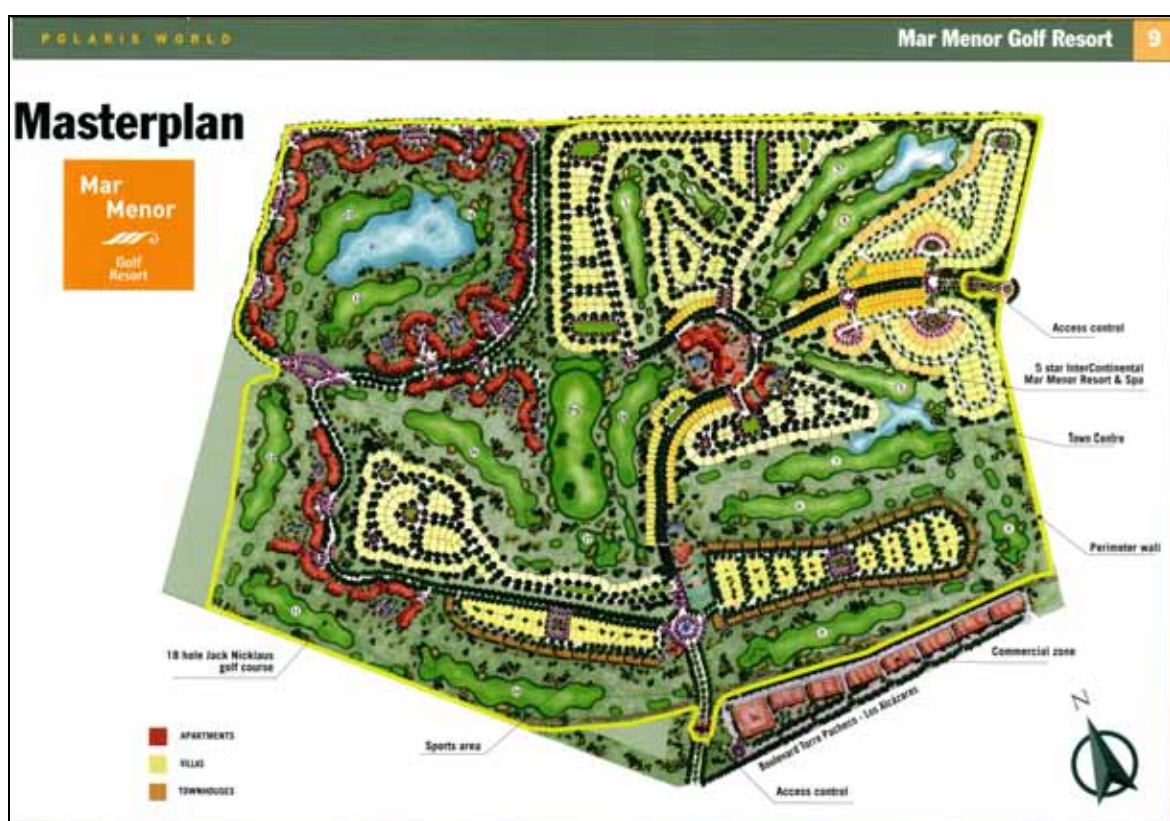 POLARIS WORLD
Mar Menor Golf Resort 9
Masterplan
Mar
Menor
Golf
Resort
Access control
5 star InterContinental
Mar Menor Resort & Spa
Town Centre
Perimeter wall
Commercial zone
18 hole Jack Nicklaus
golf course
Sports area
Boulevard Torre Pacheco - Los Alcázares
Access control
APARTMENTS
VILLAS
TOWNHOUSES
N